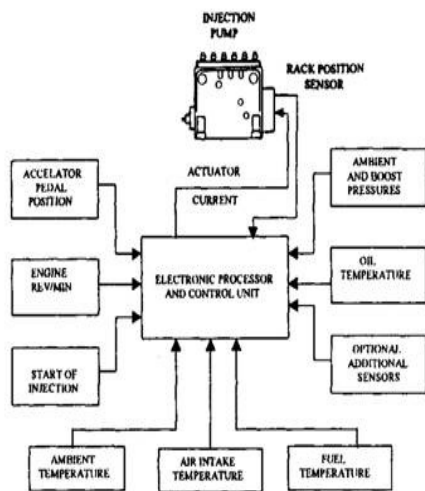 INJECTION
PUMP
RACK POSITION
SENSOR
ACTUATOR
CURRENT
ACCELATOR
PEDAL
POSITION
AMBIENT
AND BOOST
PRESSURES
ENGINE
REV/MIN
ELECTRONIC PROCESSOR
AND CONTROL UNIT
OIL
TEMPERATURE
START OF
INJECTION
OPTIONAL
ADDITIONAL
SENSORS
AMBIENT
TEMPERATURE
AIR INTAKE
TEMPERATURE
FUEL
TEMPERATURE